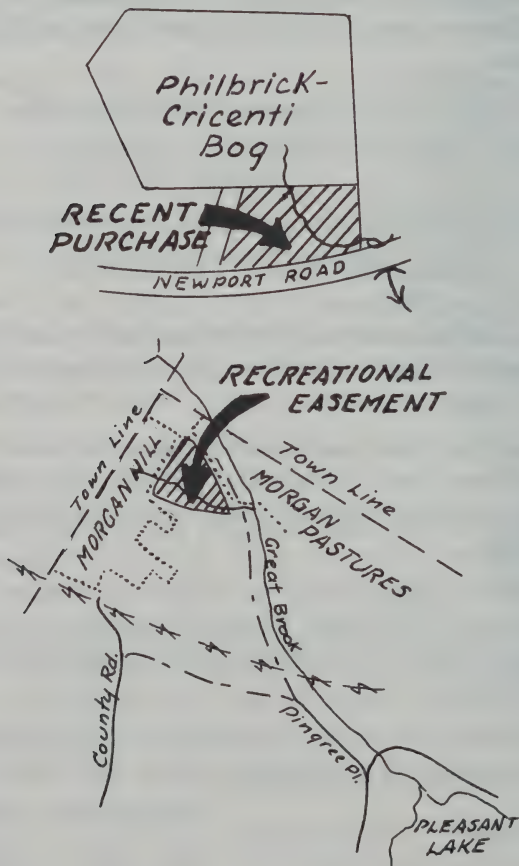 Philbrick-
Cricenti
Bog
RECENT
PURCHASE
NEWPORT ROAD
RECREATIONAL
EASEMENT
Town Line
Town Line
MORGAN HILL
MORGAN
PASTURES
Great Brook
County Rd.
Pingree Pl.
PLEASANT
LAKE